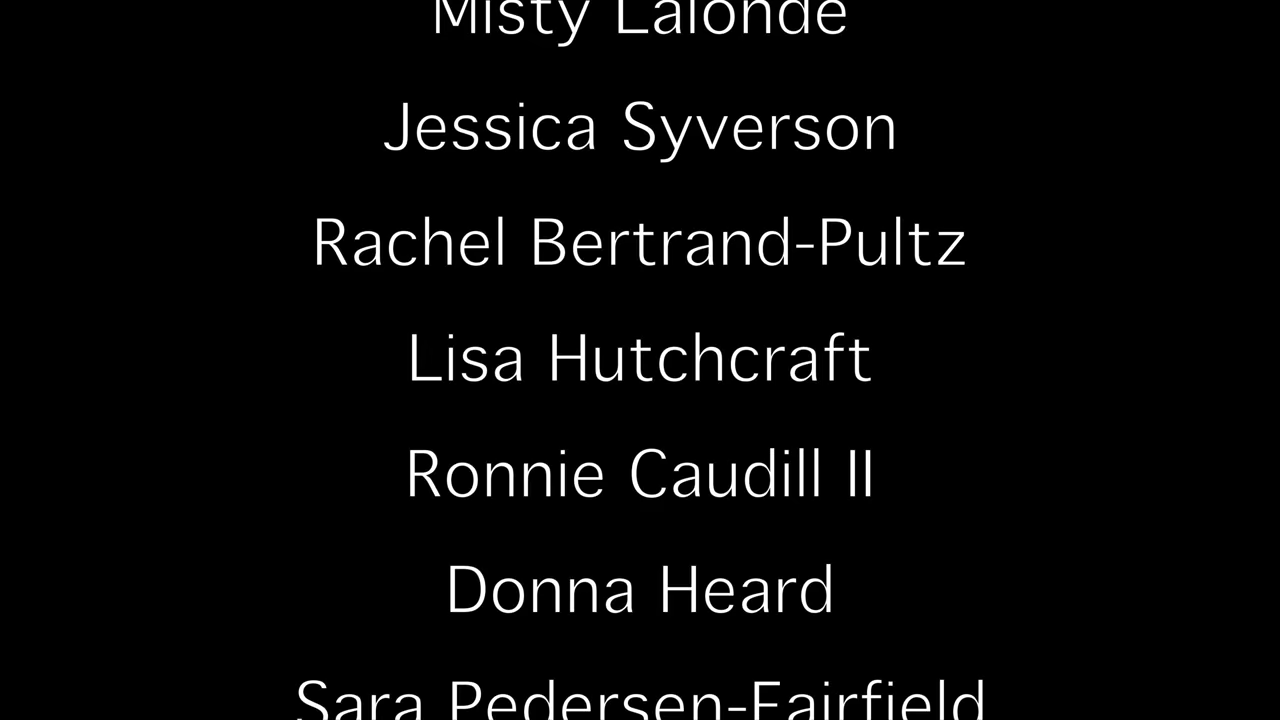 Misty Lalonde
Jessica Syverson
Rachel Bertrand-Pultz
Lisa Hutchcraft
Ronnie Caudill II
Donna Heard
Sara Pedersen-Fairfield